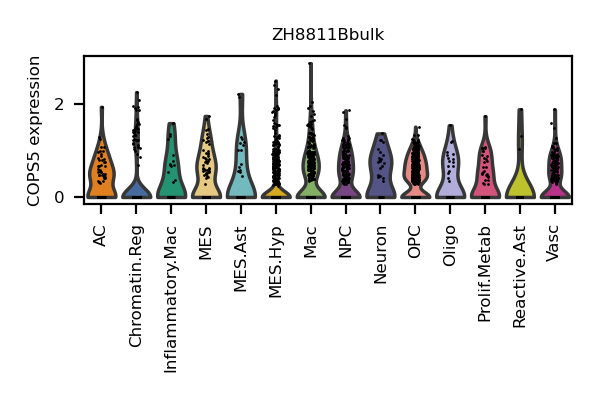 ZH8811Bbulk
COPS5 expression
2
0
AC
Chromatin.Reg
Inflammatory.Mac
MES
MES.Ast
MES.Hyp
Mac
NPC
Neuron
OPC
Oligo
Prolif.Metab
Reactive.Ast
Vasc